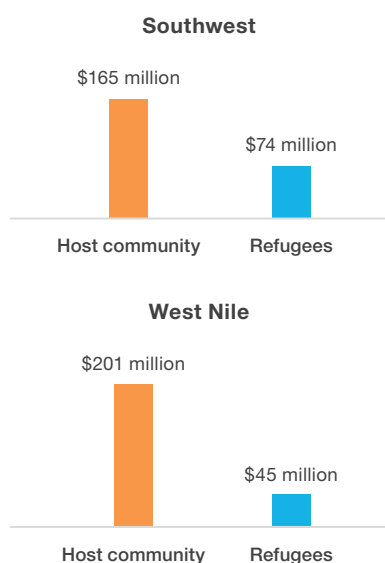 Southwest
$165 million
$74 million
Host community Refugees
West Nile
$201 million
$45 million
Host community Refugees